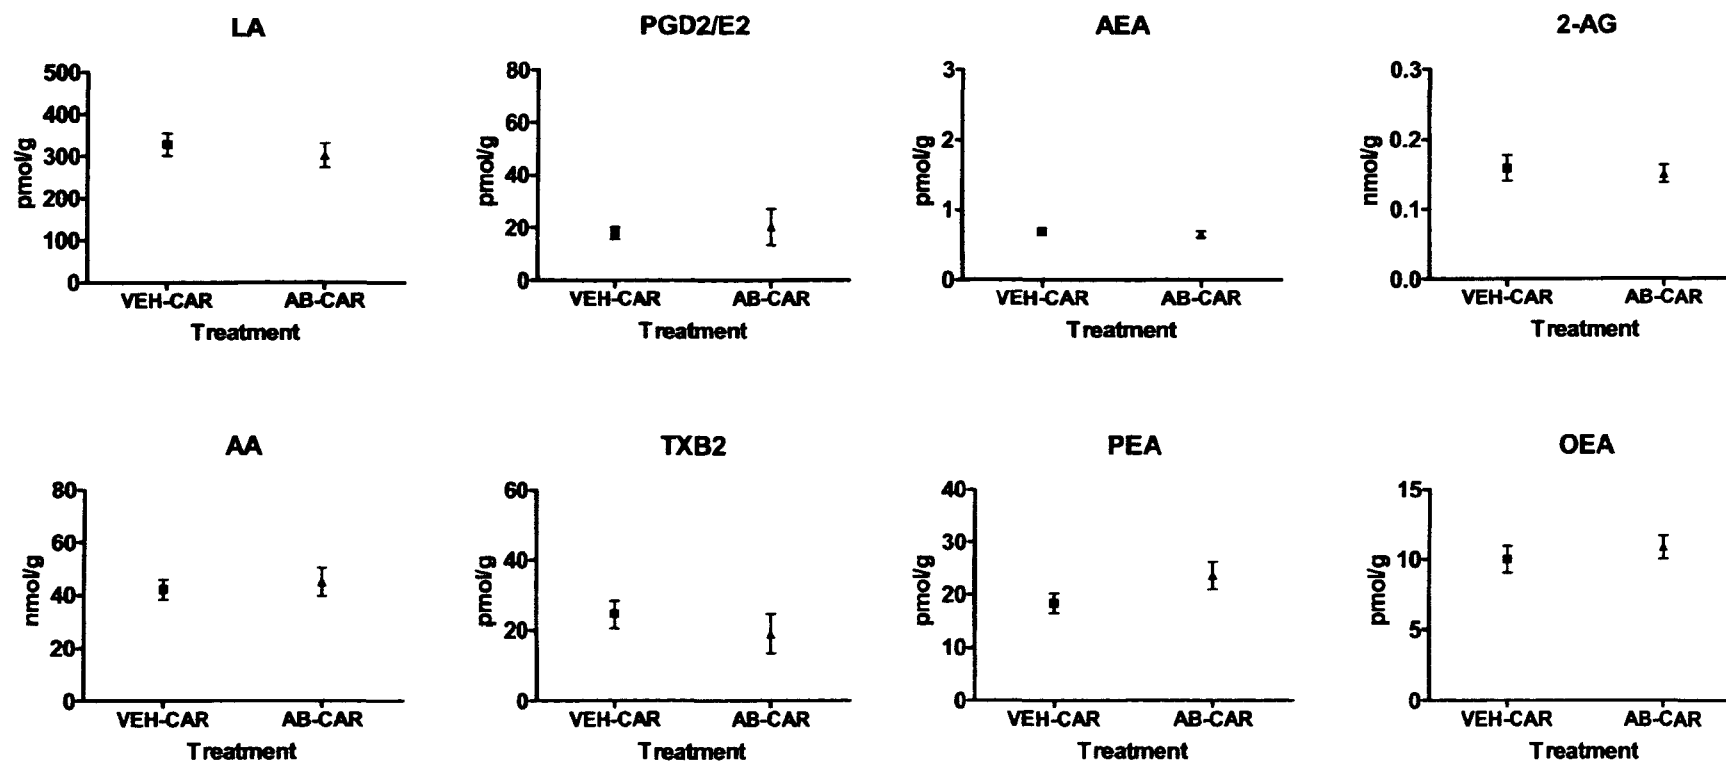 LA
500
400
300
200
100
0
pmol/g
VEH-CAR AB-CAR
Treatment
PGD2/E2
80
60
40
20
0
pmol/g
VEH-CAR AB-CAR
Treatment
AEA
3
2
1
0
pmol/g
VEH-CAR AB-CAR
Treatment
2-AG
0.3
0.2
0.1
0.0
nmol/g
VEH-CAR AB-CAR
Treatment
AA
80
60
40
20
0
nmol/g
VEH-CAR AB-CAR
Treatment
TXB2
60
40
20
0
pmol/g
VEH-CAR AB-CAR
Treatment
PEA
40
30
20
10
0
pmol/g
VEH-CAR AB-CAR
Treatment
OEA
15
10
5
0
pmol/g
VEH-CAR AB-CAR
Treatment